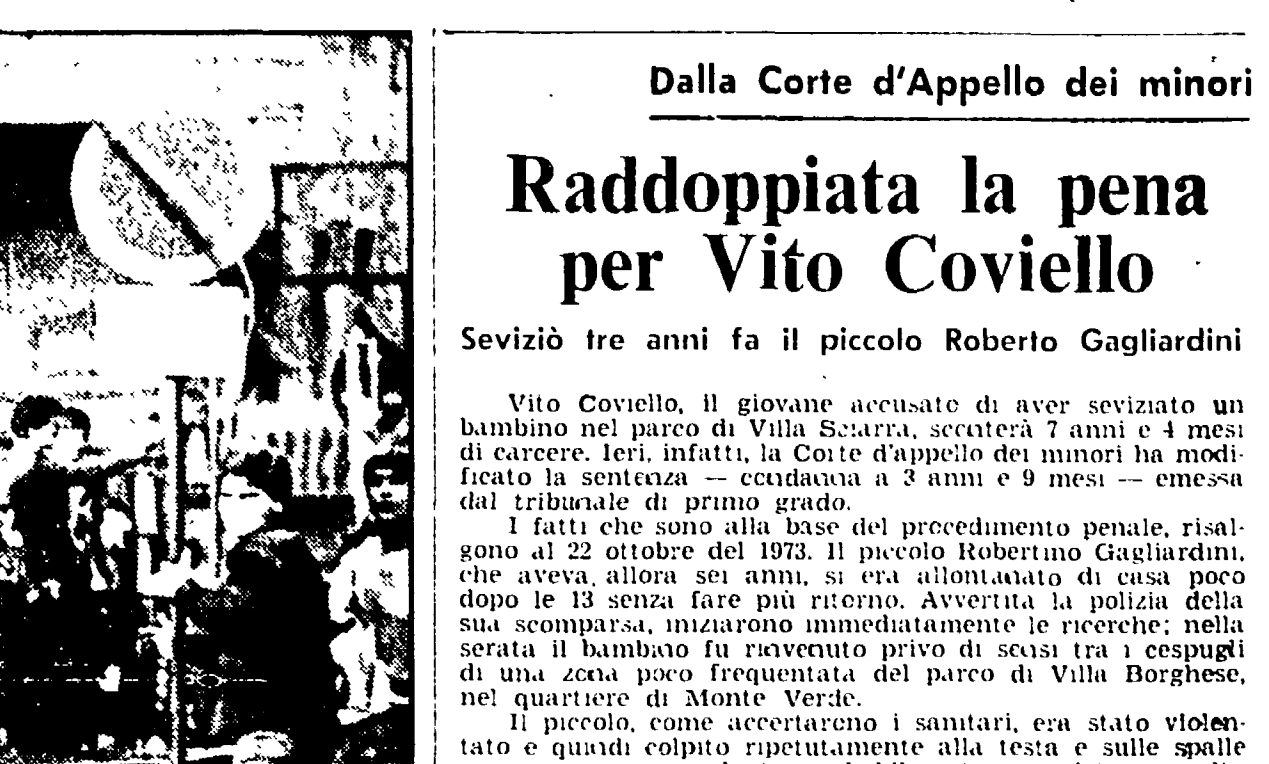 Dalla Corte d'Appello dei minori
Raddoppiata la pena
per Vito Coviello
Seviziò tre anni fa il piccolo Roberto Gagliardini
Vito Coviello, il giovane accusato di aver seviziato un
bambino nel parco di Villa Sciarra, sconterà 7 anni e 4 mesi
di carcere. Ieri, infatti, la Corte d'appello dei minori ha modi-
ficato la sentenza — condanna a 3 anni e 9 mesi — emessa
dal tribunale di primo grado.
I fatti che sono alla base del procedimento penale, risal-
gono al 22 ottobre del 1973. Il piccolo Robertino Gagliardini,
che aveva allora sei anni, si era allontanato di casa poco
dopo le 13 senza fare più ritorno. Avvertita la polizia della
sua scomparsa, iniziarono immediatamente le ricerche; nella
serata il bambino fu rinvenuto privo di sensi tra i cespugli
di una zona poco frequentata del parco di Villa Borghese,
nel quartiere di Monte Verde.
Il piccolo, come accertarono i sanitari, era stato violen-
tato e quindi colpito ripetutamente alla testa e sulle spalle